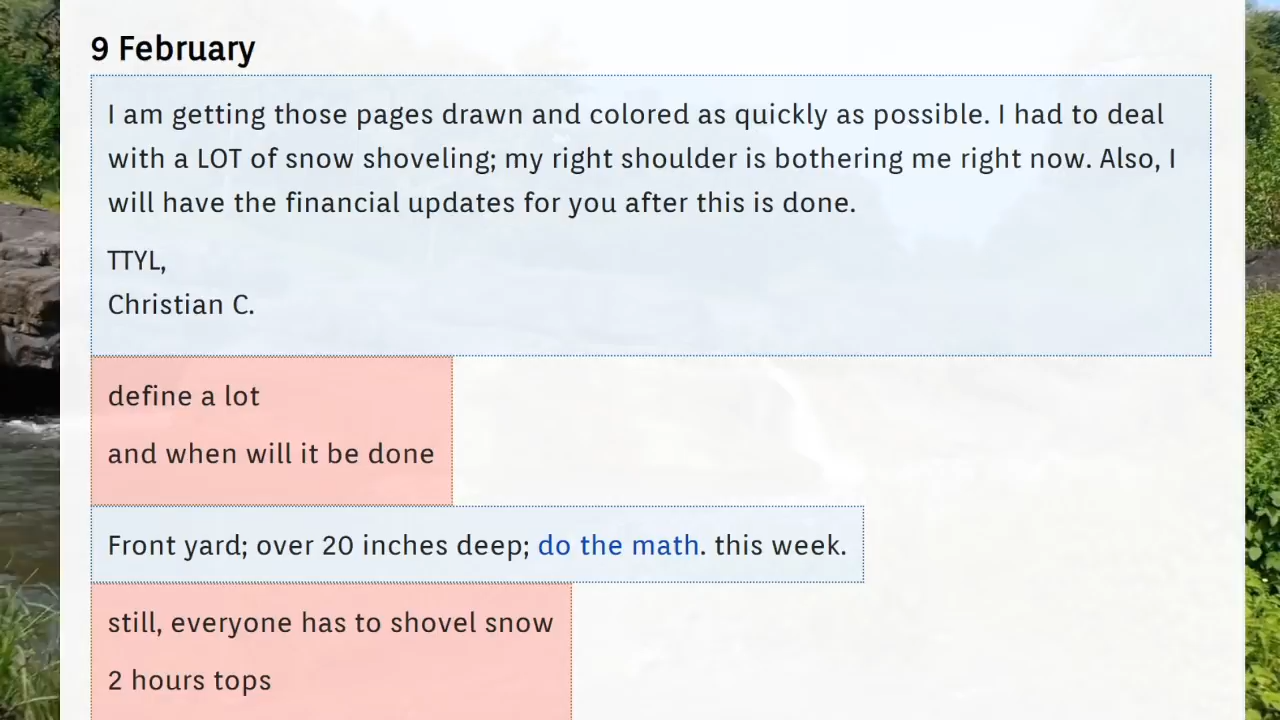 9 February
I am getting those pages drawn and colored as quickly as possible. I had to deal
with a LOT of snow shoveling; my right shoulder is bothering me right now. Also, I
will have the financial updates for you after this is done.
TTYL,
Christian C.
define a lot
and when will it be done
Front yard; over 20 inches deep; do the math. this week.
still, everyone has to shovel snow
2 hours tops